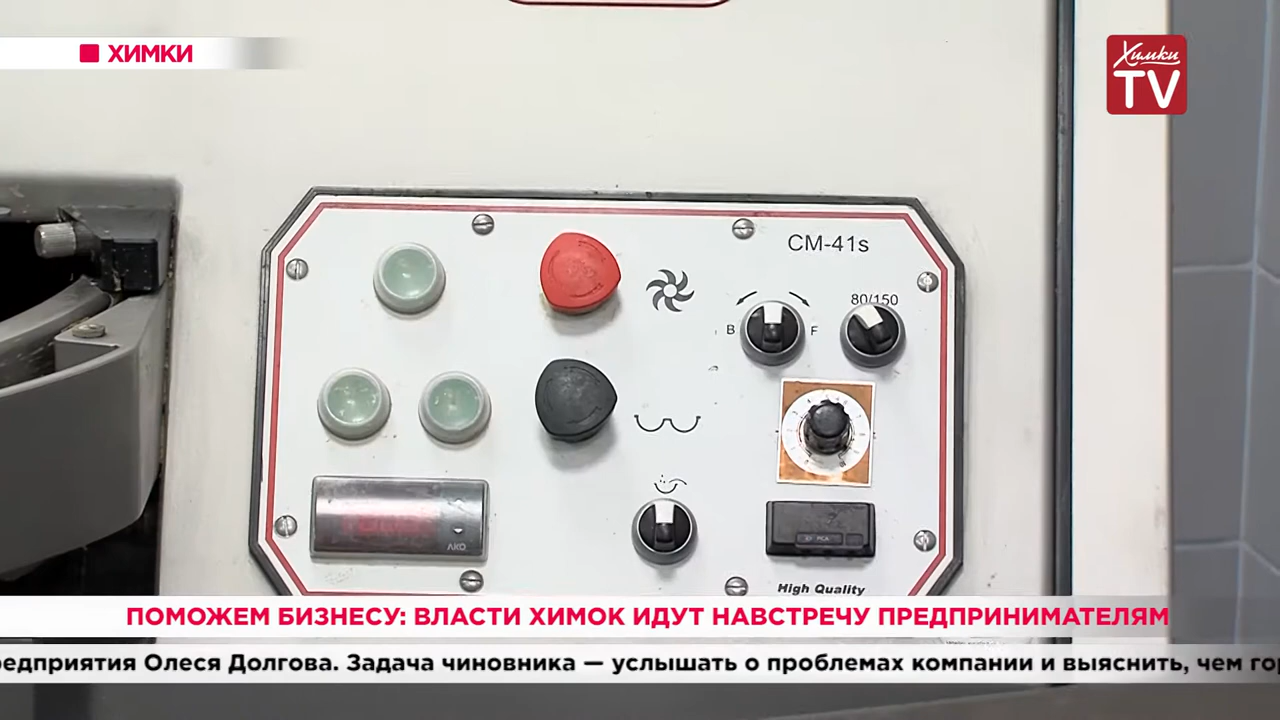 ХИМКИ
Химки
TV
CM-41s
80/150
B F
AKO
High Quality
ПОМОЖЕМ БИЗНЕСУ: ВЛАСТИ ХИМОК ИДУТ НАВСТРЕЧУ ПРЕДПРИНИМАТЕЛЯМ
редприятия Олеся Долгова. Задача чиновника — услышать о проблемах компании и выяснить, чем гор